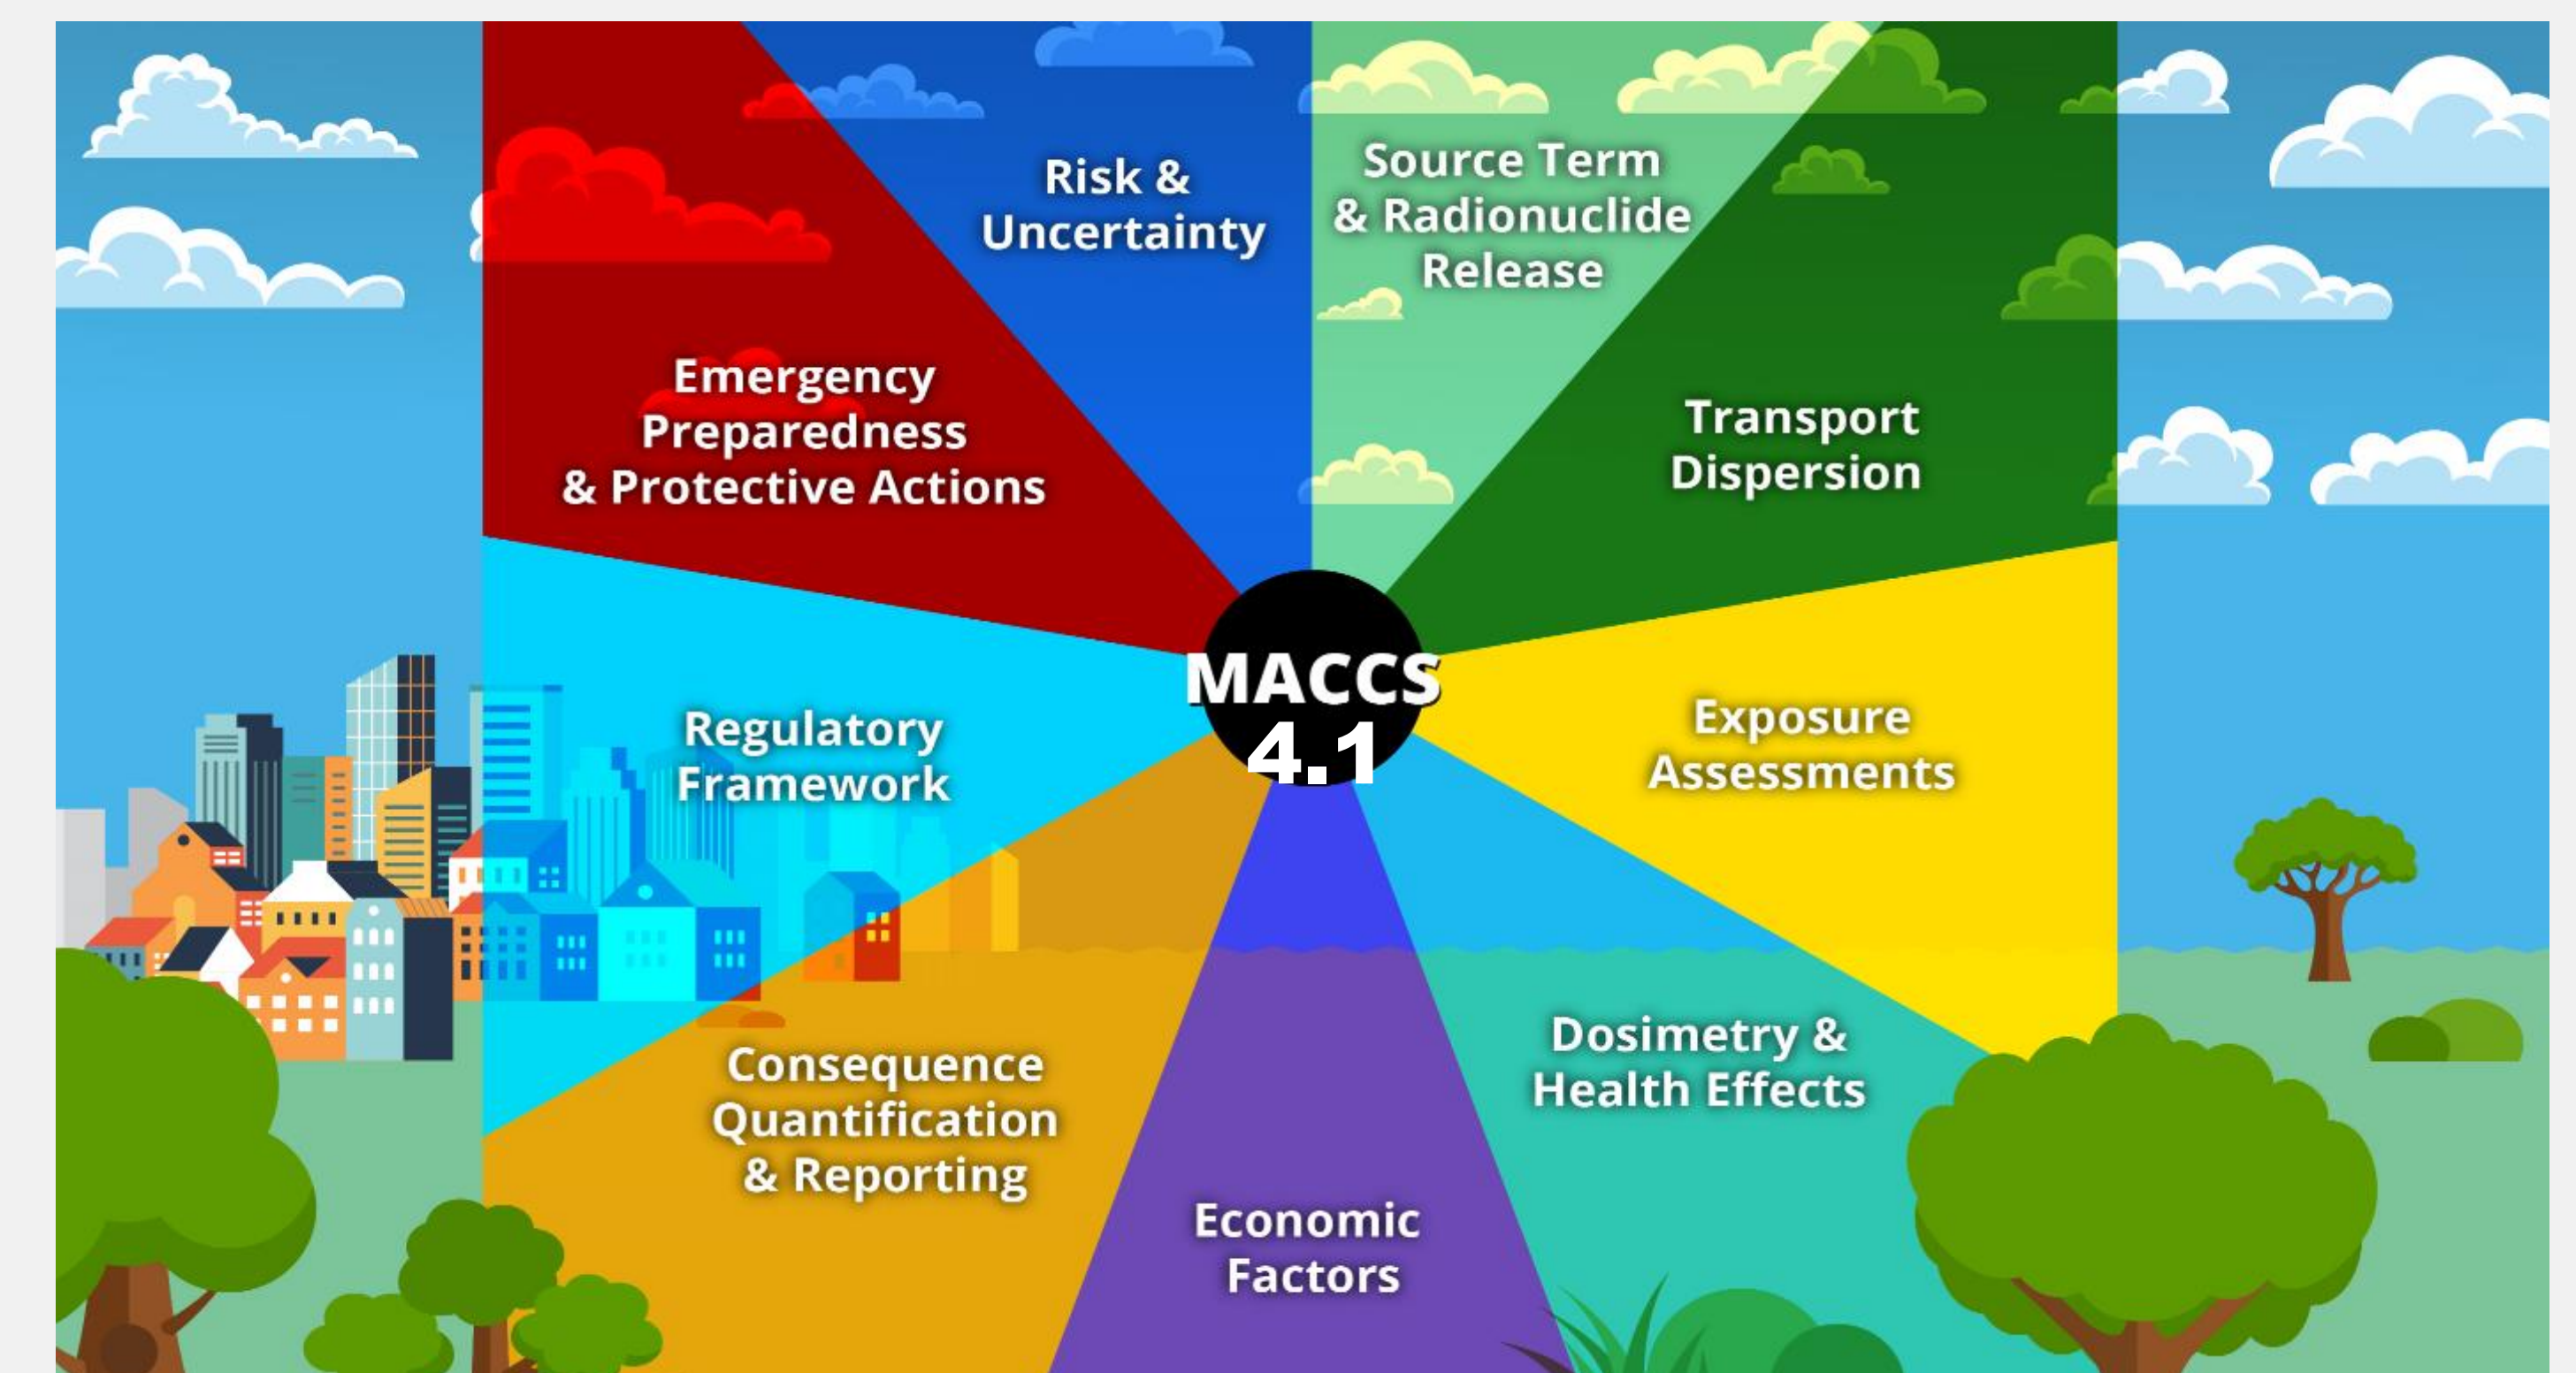 Risk &
Uncertainty
Source Term
& Radionuclide
Release
Emergency
Preparedness
& Protective Actions
Transport
Dispersion
MACCS
4.1
Regulatory
Framework
Exposure
Assessments
Consequence
Quantification
& Reporting
Dosimetry &
Health Effects
Economic
Factors